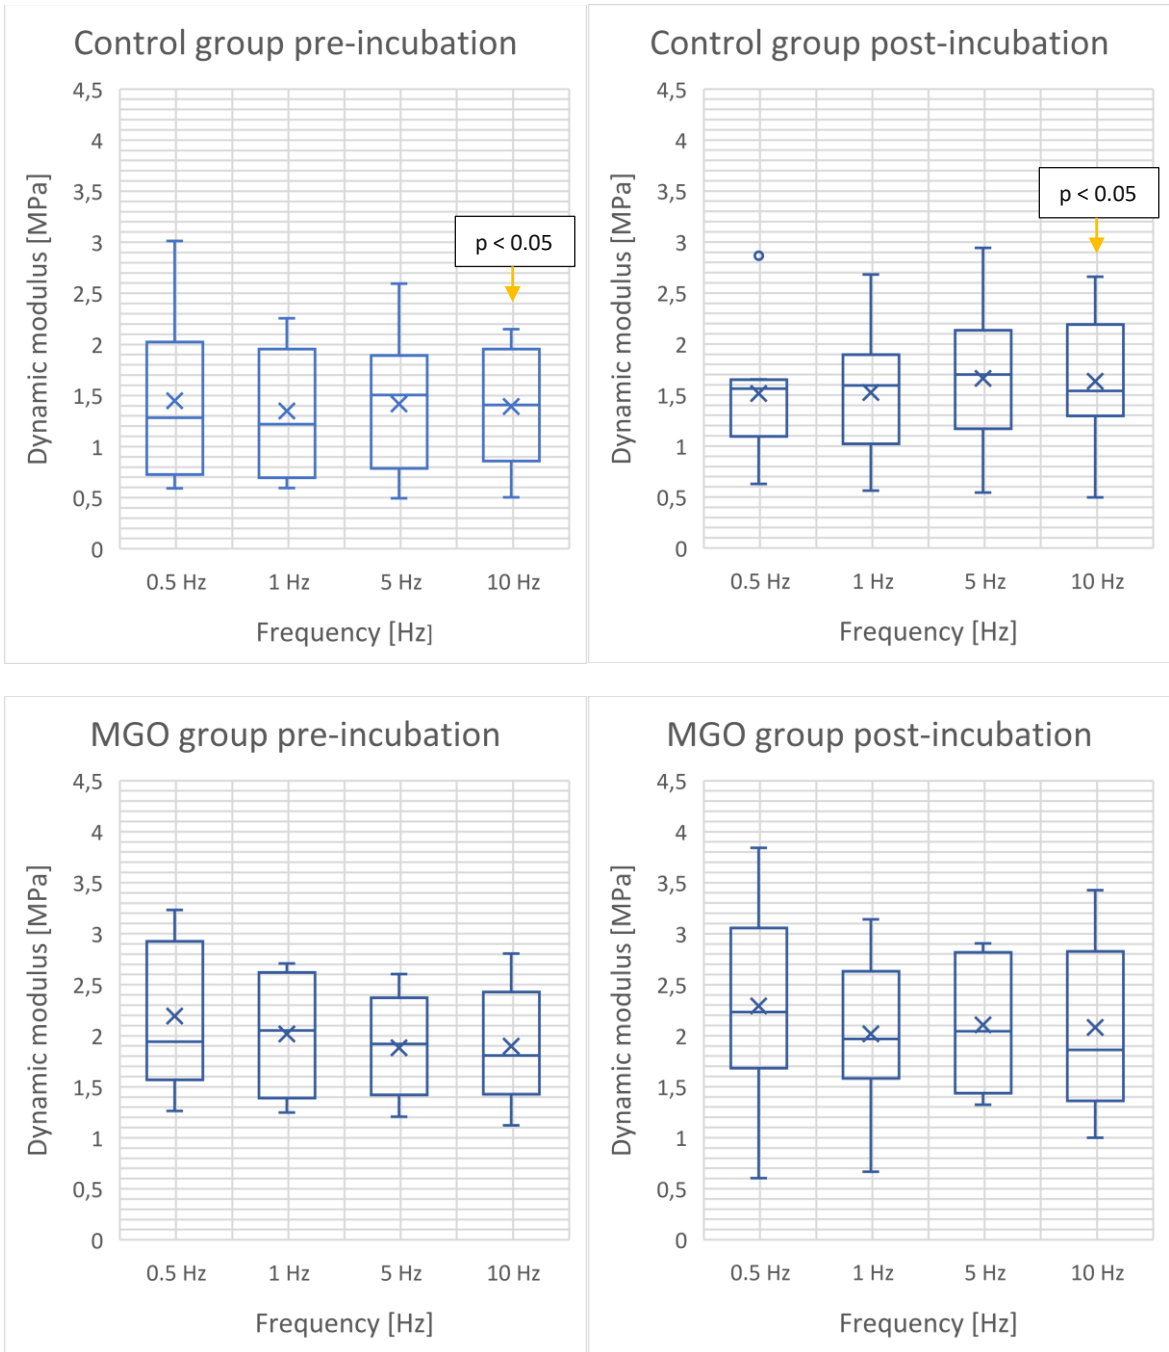 Control group pre-incubation
4,5
4
3,5
3
2,5
2
1,5
1
0,5
0
Dynamic modulus [MPa]
p < 0.05
0.5 Hz 1 Hz 5 Hz 10 Hz
Frequency [Hz]
Control group post-incubation
4,5
4
3,5
3
2,5
2
1,5
1
0,5
0
Dynamic modulus [MPa]
p < 0.05
0.5 Hz 1 Hz 5 Hz 10 Hz
Frequency [Hz]
MGO group pre-incubation
4,5
4
3,5
3
2,5
2
1,5
1
0,5
0
Dynamic modulus [MPa]
0.5 Hz 1 Hz 5 Hz 10 Hz
Frequency [Hz]
MGO group post-incubation
4,5
4
3,5
3
2,5
2
1,5
1
0,5
0
Dynamic modulus [MPa]
0.5 Hz 1 Hz 5 Hz 10 Hz
Frequency [Hz]